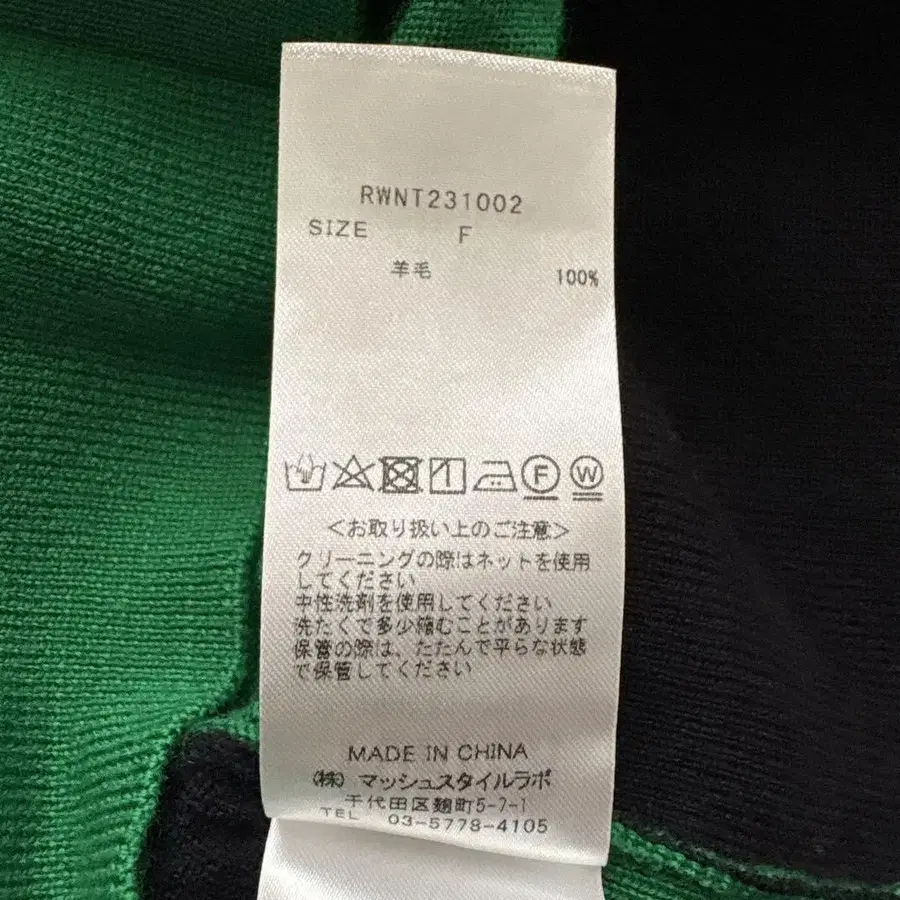 RWNT231002
SIZE F
羊毛 100%
F W
<お取り扱い上のご注意>
クリーニングの際はネットを使用
してください
中性洗剤を使用してください
洗たくで多少縮むことがあります
保管の際は、たたんで平らな状態
で保管してください
MADE IN CHINA
(株) マッシュスタイルラボ
千代田区麹町5-7-1
TEL 03-5778-4105